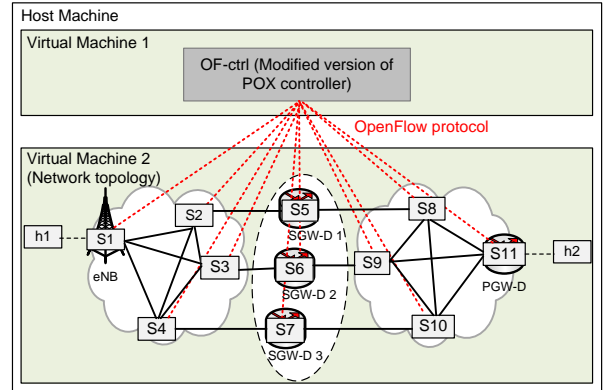 Host Machine
Virtual Machine 1
OF-ctrl (Modified version of
POX controller)
OpenFlow protocol
Virtual Machine 2
(Network topology)
h1
S1
eNB
S2
S3
S4
S5
SGW-D 1
S6
SGW-D 2
S7
SGW-D 3
S8
S9
S10
S11
PGW-D
h2